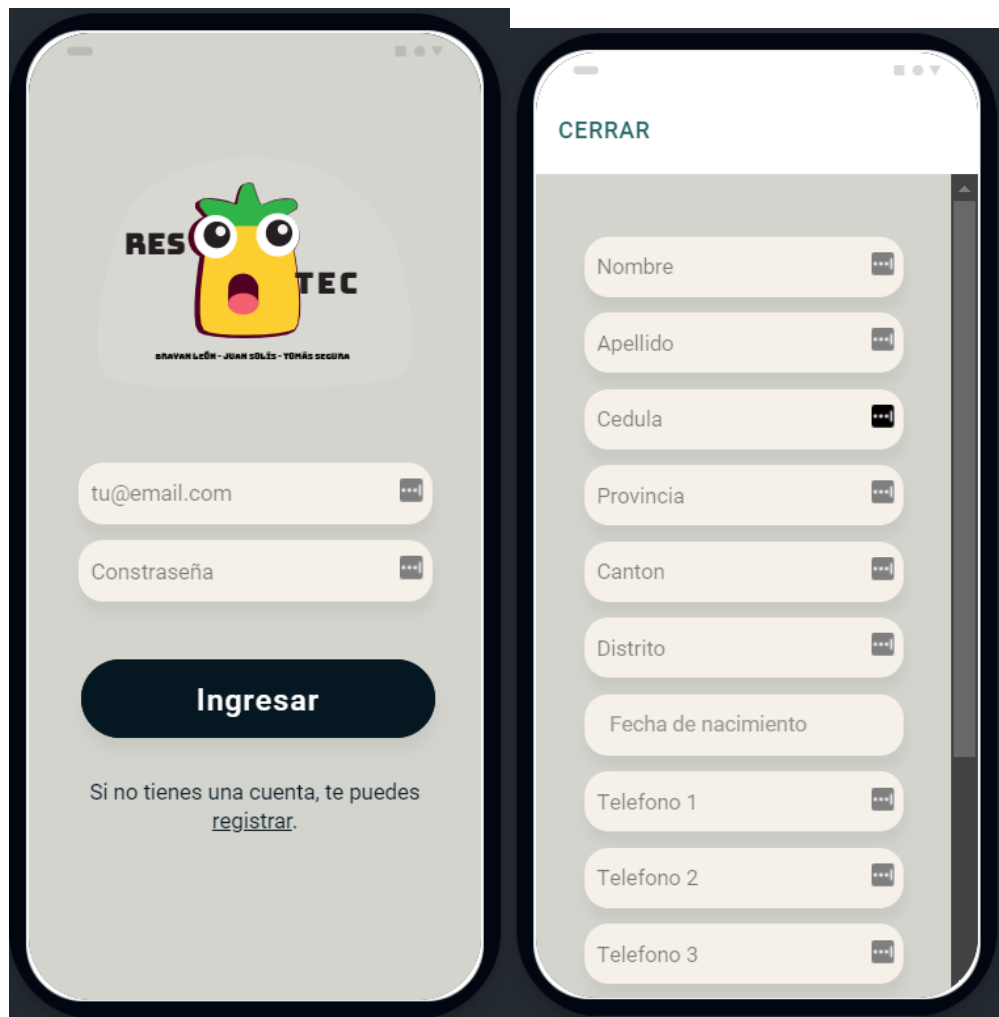 RES
TEC
BRAYAN LEÓN - JUAN SOLÍS - TOMÁS SEGURA
tu@email.com
Constraseña
Ingresar
Si no tienes una cuenta, te puedes
registrar.
CERRAR
Nombre
Apellido
Cedula
Provincia
Canton
Distrito
Fecha de nacimiento
Telefono 1
Telefono 2
Telefono 3